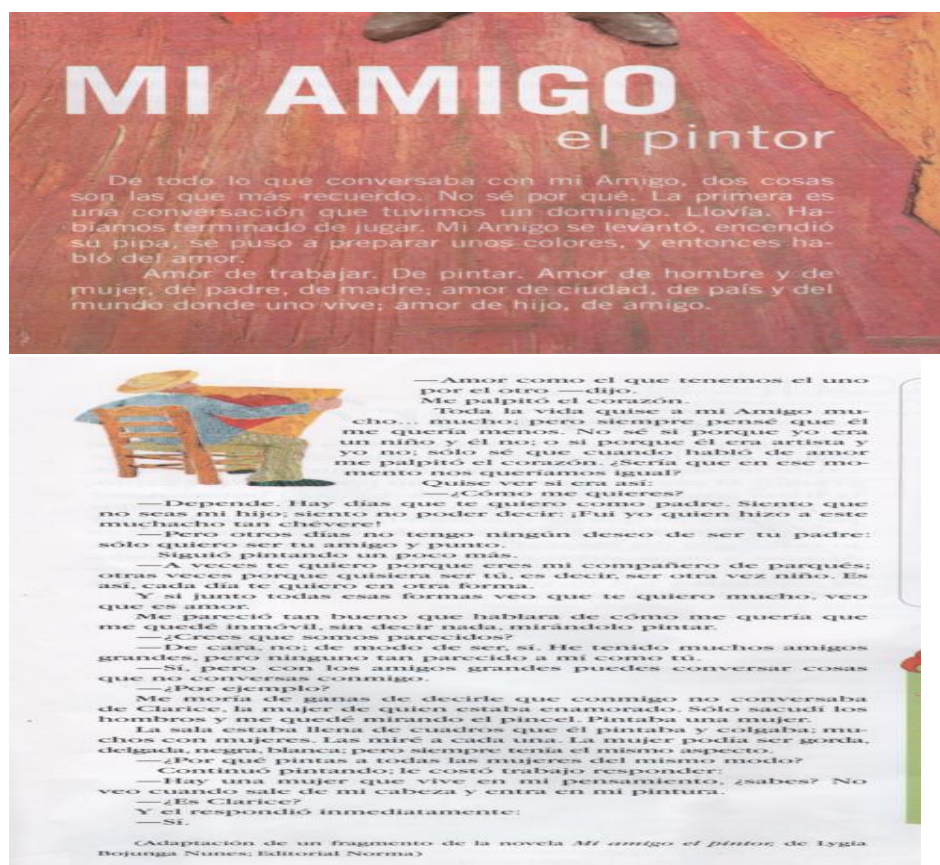 MI AMIGO
el pintor
De todo lo que conversaba con mi Amigo, dos cosas
son las que más recuerdo. No sé por qué. La primera es
una conversación que tuvimos un domingo. Llovía. Ha-
bíamos terminado de jugar. Mi Amigo se levantó, encendió
su pipa, se puso a preparar unos colores, y entonces ha-
bló del amor.
Amor de trabajar. De pintar. Amor de hombre y de
mujer, de padre, de madre; amor de ciudad, de país y del
mundo donde uno vive; amor de hijo, de amigo.
—Amor como el que tenemos el uno
por el otro —dijo.
Me palpitó el corazón.
Toda la vida quise a mi Amigo mu-
cho... mucho; pero siempre pensé que él
me quería menos. No sé si porque yo era
un niño y él no; o si porque él era artista y
yo no; sólo sé que cuando habló de amor
me palpitó el corazón. ¿Sería que en ese mo-
mento nos queríamos igual?
Quise ver si era así:
—¿Cómo me quieres?
—Depende. Hay días que te quiero como padre. Siento que
no seas mi hijo; siento no poder decir: ¡Fui yo quien hizo a este
muchacho tan chévere!
—Pero otros días no tengo ningún deseo de ser tu padre:
sólo quiero ser tu amigo y punto.
Siguió pintando un poco más.
—A veces te quiero porque eres mi compañero de parqués;
otras veces porque quisiera ser tú, es decir, ser otra vez niño. Es
así, cada día te quiero en otra forma.
Y si junto todas esas formas veo que te quiero mucho, veo
que es amor.
Me pareció tan bueno que hablara de cómo me quería que
me quedé inmóvil, sin decir nada, mirándolo pintar.
—¿Crees que somos parecidos?
—De cara, no; de modo de ser, sí. He tenido muchos amigos
grandes, pero ninguno tan parecido a mí como tú.
—Sí, pero con los amigos grandes puedes conversar cosas
que no conversas conmigo.
—¿Por ejemplo?
Me moría de ganas de decirle que conmigo no conversaba
de Clarice, la mujer de quien estaba enamorado. Sólo sacudí los
hombros y me quedé mirando el pincel. Pintaba una mujer.
La sala estaba llena de cuadros que él pintaba y colgaba; mu-
chos con mujeres. Las miré a cada una. La mujer podía ser gorda,
delgada, negra, blanca; pero siempre tenía el mismo aspecto.
—¿Por qué pintas a todas las mujeres del mismo modo?
Continuó pintando; le costó trabajo responder:
—Hay una mujer que vive en mi pensamiento, ¿sabes? No
veo cuando sale de mi cabeza y entra en mi pintura.
—¿Es Clarice?
Y el respondió inmediatamente:
—Sí.
(Adaptación de un fragmento de la novela Mi amigo el pintor, de Lygia
Bojunga Nunes; Editorial Norma)